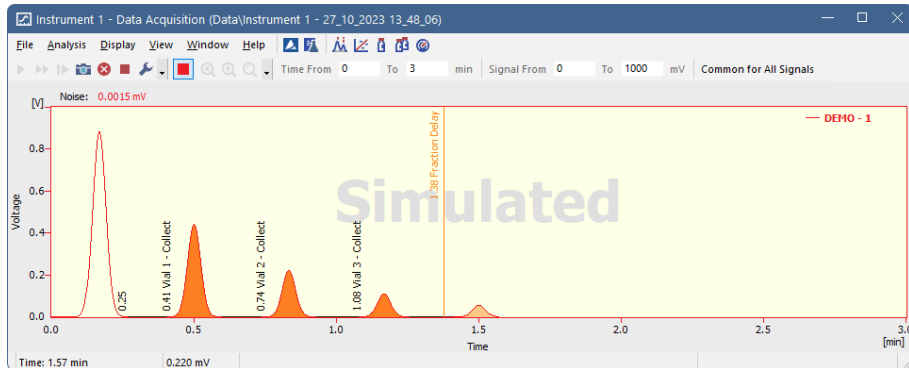 Instrument 1 - Data Acquisition (Data\Instrument 1 - 27_10_2023 13_48_06)
File Analysis Display View Window Help
Time From 0 To 3 min Signal From 0 To 1000 mV Common for All Signals
Noise: 0.0015 mV
[V]
DEMO - 1
1.38 Fraction Delay
Simulated
0.8
0.6
0.4
0.2
0.0
Voltage
0.25
0.41 Vial 1 - Collect
0.74 Vial 2 - Collect
1.08 Vial 3 - Collect
0.0 0.5 1.0 1.5 2.0 2.5 3.0
Time
[min]
Time: 1.57 min 0.220 mV